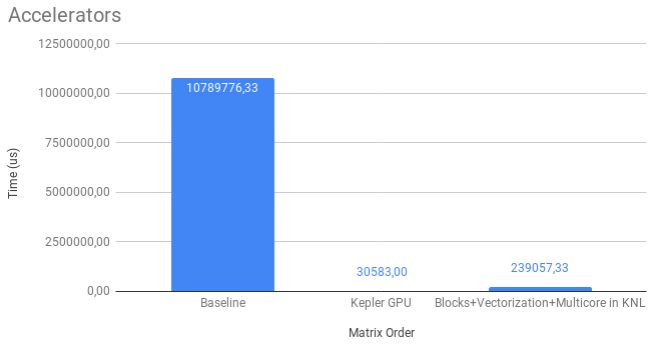 Accelerators
12500000,00
10000000,00
7500000,00
5000000,00
2500000,00
0,00
Time (us)
10789776,33
30583,00
239057,33
Baseline
Kepler GPU
Blocks+Vectorization+Multicore in KNL
Matrix Order